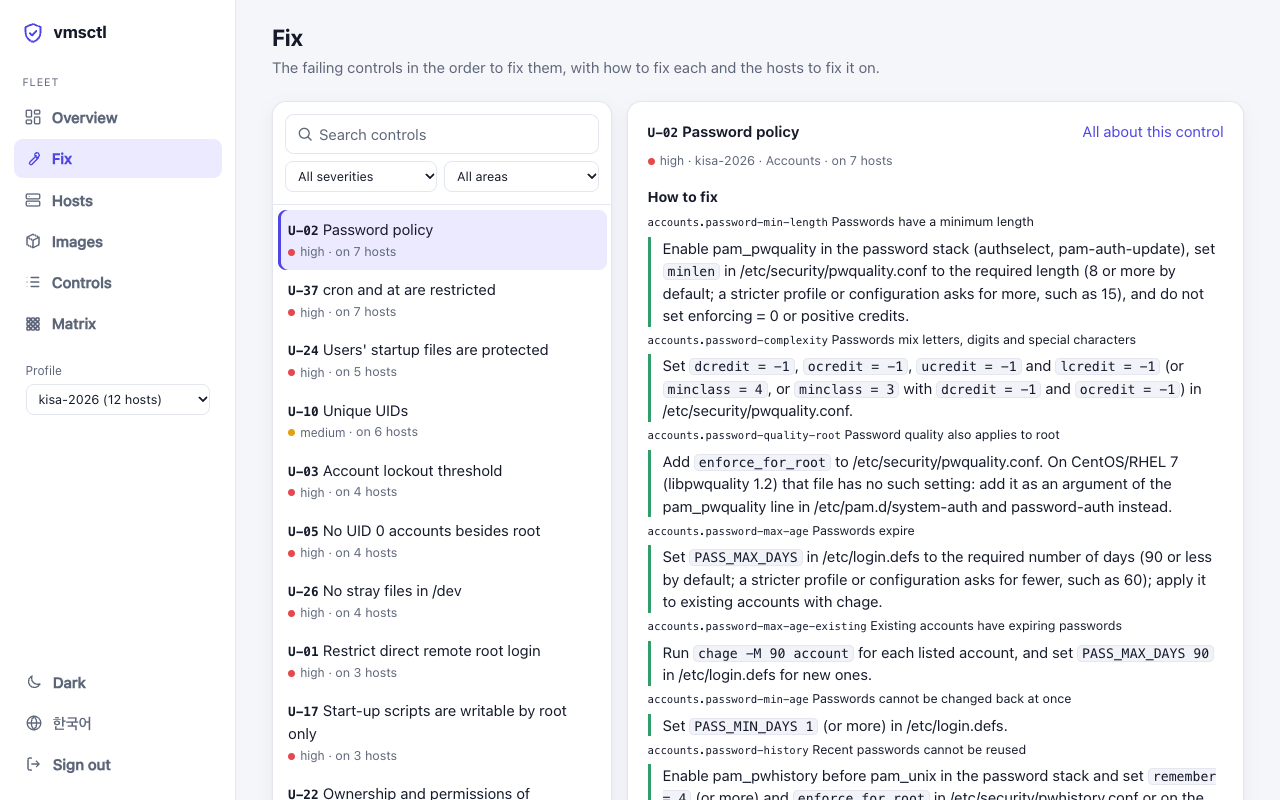 vmsctl
FLEET
Overview
Fix
Hosts
Images
Controls
Matrix
Profile
kisa-2026 (12 hosts)
Dark
한국어
Sign out
Fix
The failing controls in the order to fix them, with how to fix each and the hosts to fix it on.
Search controls
All severities
All areas
U-02 Password policy
high · on 7 hosts
U-37 cron and at are restricted
high · on 7 hosts
U-24 Users' startup files are protected
high · on 5 hosts
U-10 Unique UIDs
medium · on 6 hosts
U-03 Account lockout threshold
high · on 4 hosts
U-05 No UID 0 accounts besides root
high · on 4 hosts
U-26 No stray files in /dev
high · on 4 hosts
U-01 Restrict direct remote root login
high · on 3 hosts
U-17 Start-up scripts are writable by root
only
high · on 3 hosts
U-22 Ownership and permissions of
U-02 Password policy
All about this control
high · kisa-2026 · Accounts · on 7 hosts
How to fix
accounts.password-min-length Passwords have a minimum length
Enable pam_pwquality in the password stack (authselect, pam-auth-update), set
minlen in /etc/security/pwquality.conf to the required length (8 or more by
default; a stricter profile or configuration asks for more, such as 15), and do not
set enforcing = 0 or positive credits.
accounts.password-complexity Passwords mix letters, digits and special characters
Set dcredit = -1, ocredit = -1, ucredit = -1 and lcredit = -1 (or
minclass = 4, or minclass = 3 with dcredit = -1 and ocredit = -1) in
/etc/security/pwquality.conf.
accounts.password-quality-root Password quality also applies to root
Add enforce_for_root to /etc/security/pwquality.conf. On CentOS/RHEL 7
(libpwquality 1.2) that file has no such setting: add it as an argument of the
pam_pwquality line in /etc/pam.d/system-auth and password-auth instead.
accounts.password-max-age Passwords expire
Set PASS_MAX_DAYS in /etc/login.defs to the required number of days (90 or less
by default; a stricter profile or configuration asks for fewer, such as 60); apply it
to existing accounts with chage.
accounts.password-max-age-existing Existing accounts have expiring passwords
Run chage -M 90 account for each listed account, and set PASS_MAX_DAYS 90
in /etc/login.defs for new ones.
accounts.password-min-age Passwords cannot be changed back at once
Set PASS_MIN_DAYS 1 (or more) in /etc/login.defs.
accounts.password-history Recent passwords cannot be reused
Enable pam_pwhistory before pam_unix in the password stack and set remember
= 4 (or more) and enforce_for_root in /etc/security/pwhistory.conf or on the